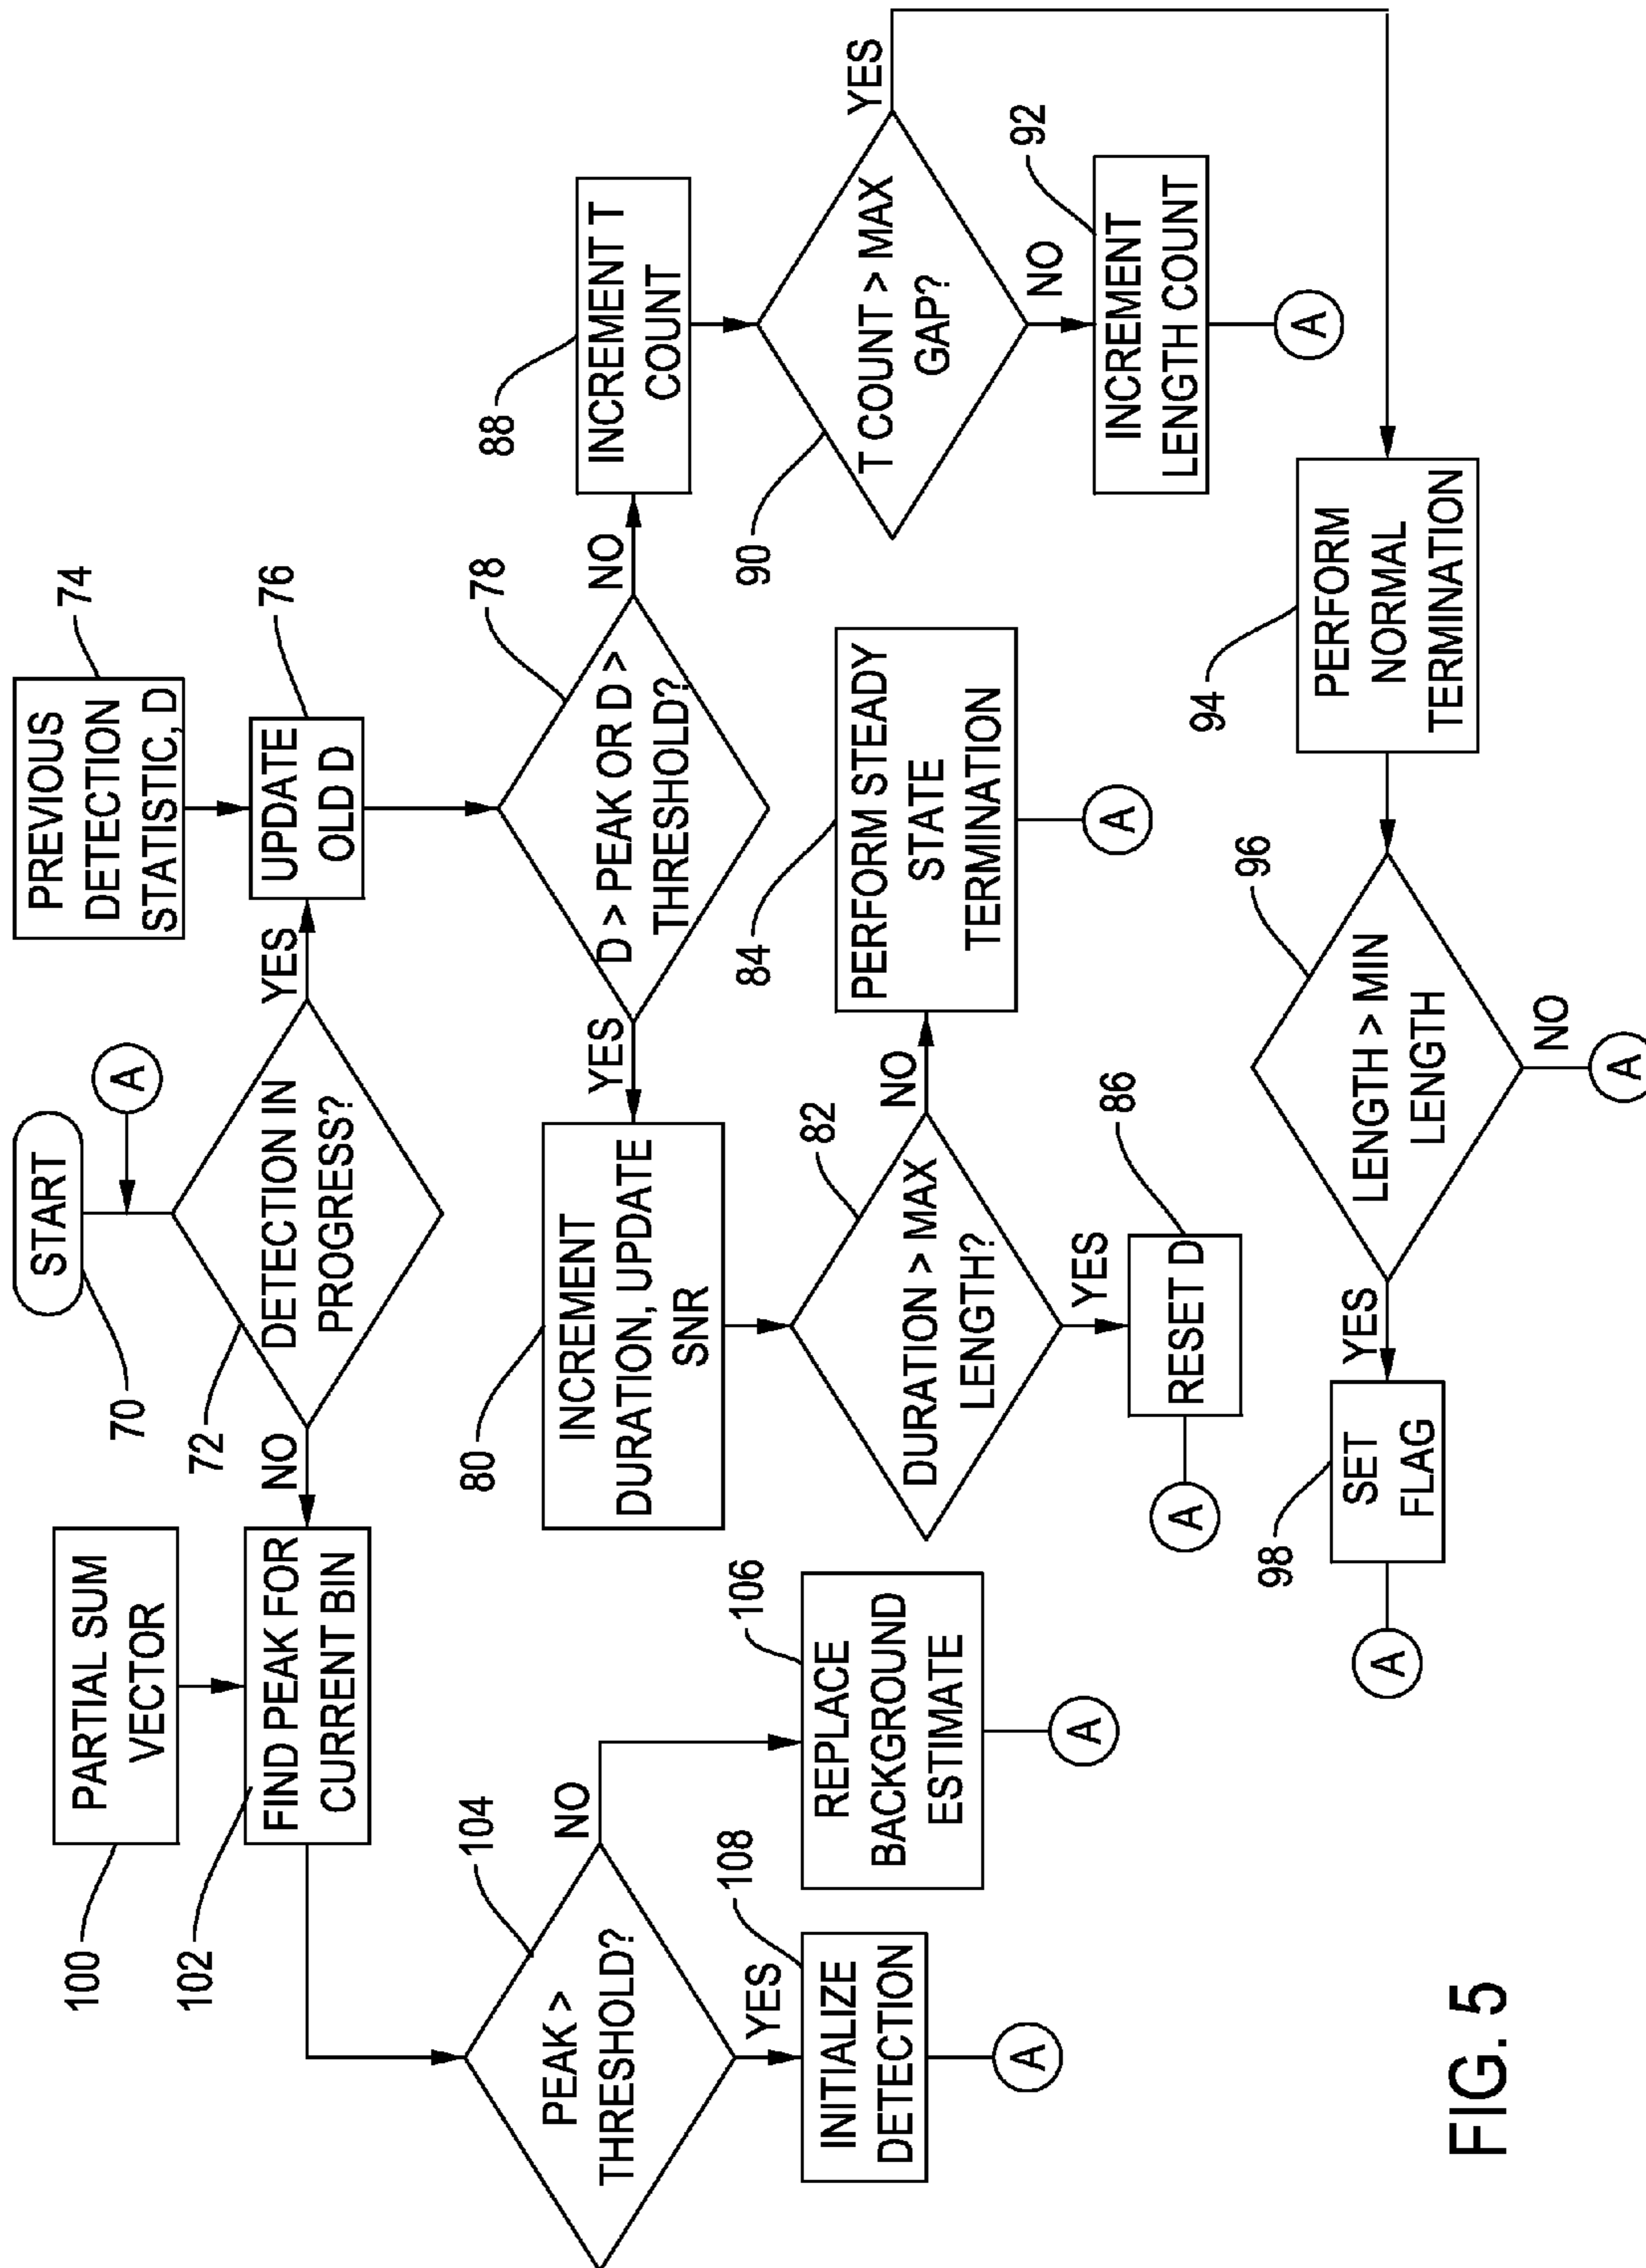 START
70
A
DETECTION IN
PROGRESS?
72
NO
YES
PREVIOUS
DETECTION
STATISTIC, D
74
UPDATE
OLD D
76
PARTIAL SUM
VECTOR
100
FIND PEAK FOR
CURRENT BIN
102
PEAK >
THRESHOLD?
104
NO
YES
REPLACE
BACKGROUND
ESTIMATE
106
A
INITIALIZE
DETECTION
108
A
D > PEAK OR D >
THRESHOLD?
78
YES
NO
INCREMENT
DURATION, UPDATE
SNR
80
DURATION > MAX
LENGTH?
82
NO
YES
PERFORM STEADY
STATE
TERMINATION
84
A
RESET D
86
A
INCREMENT T
COUNT
88
T COUNT > MAX
GAP?
90
YES
NO
INCREMENT
LENGTH COUNT
92
A
PERFORM
NORMAL
TERMINATION
94
LENGTH > MIN
LENGTH
96
YES
NO
A
SET
FLAG
98
A
FIG. 5